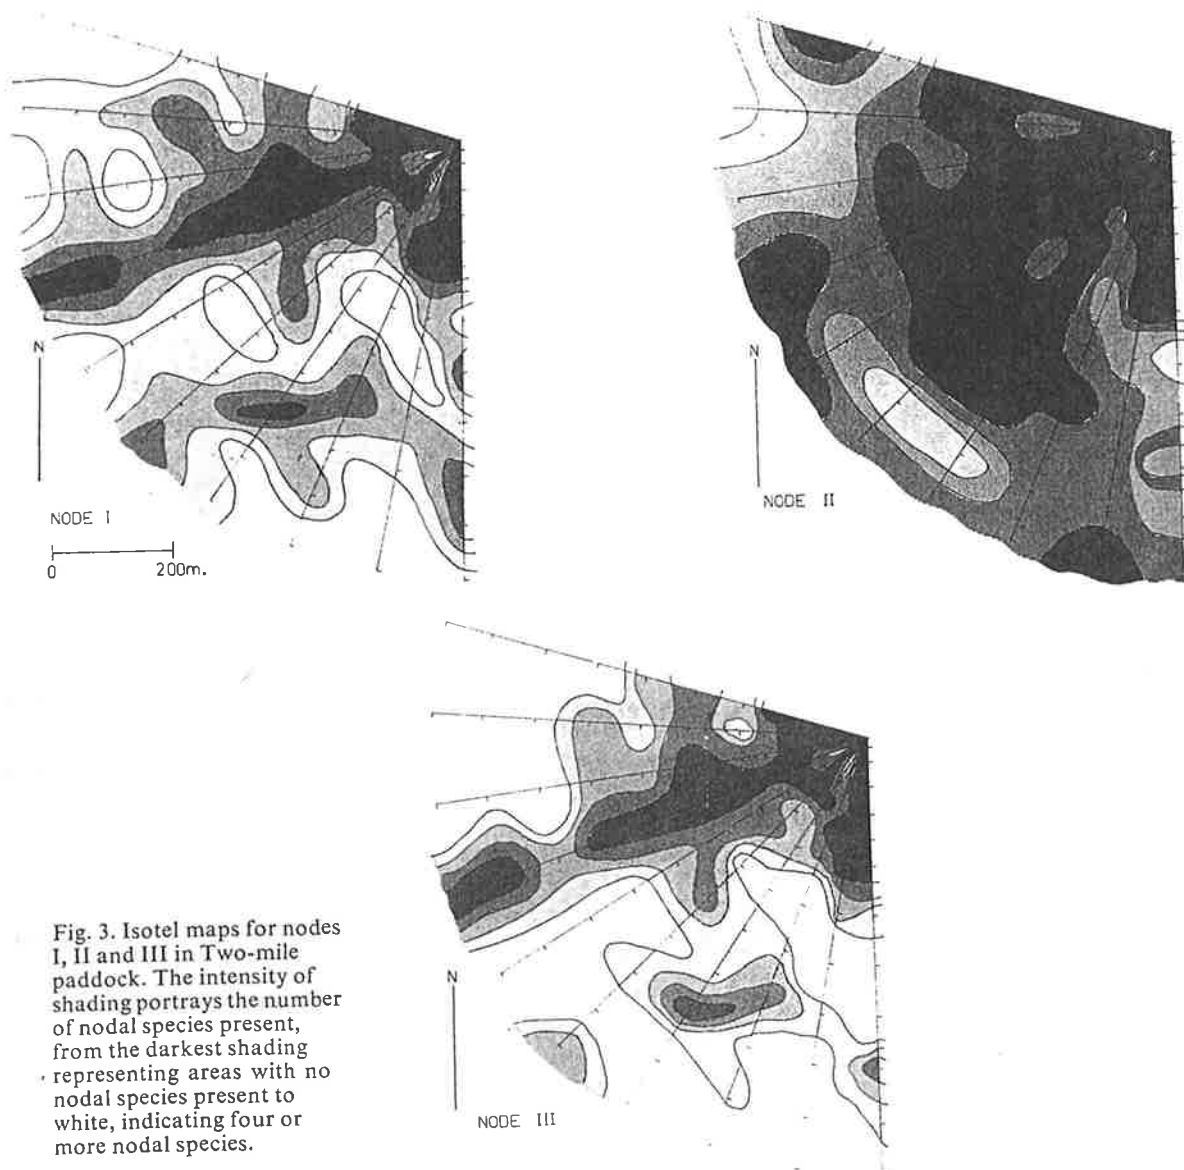 N
NODE I
0 200m.
N
NODE II
N
NODE III
Fig. 3. Isotel maps for nodes
I, II and III in Two-mile
paddock. The intensity of
shading portrays the number
of nodal species present,
from the darkest shading
representing areas with no
nodal species present to
white, indicating four or
more nodal species.